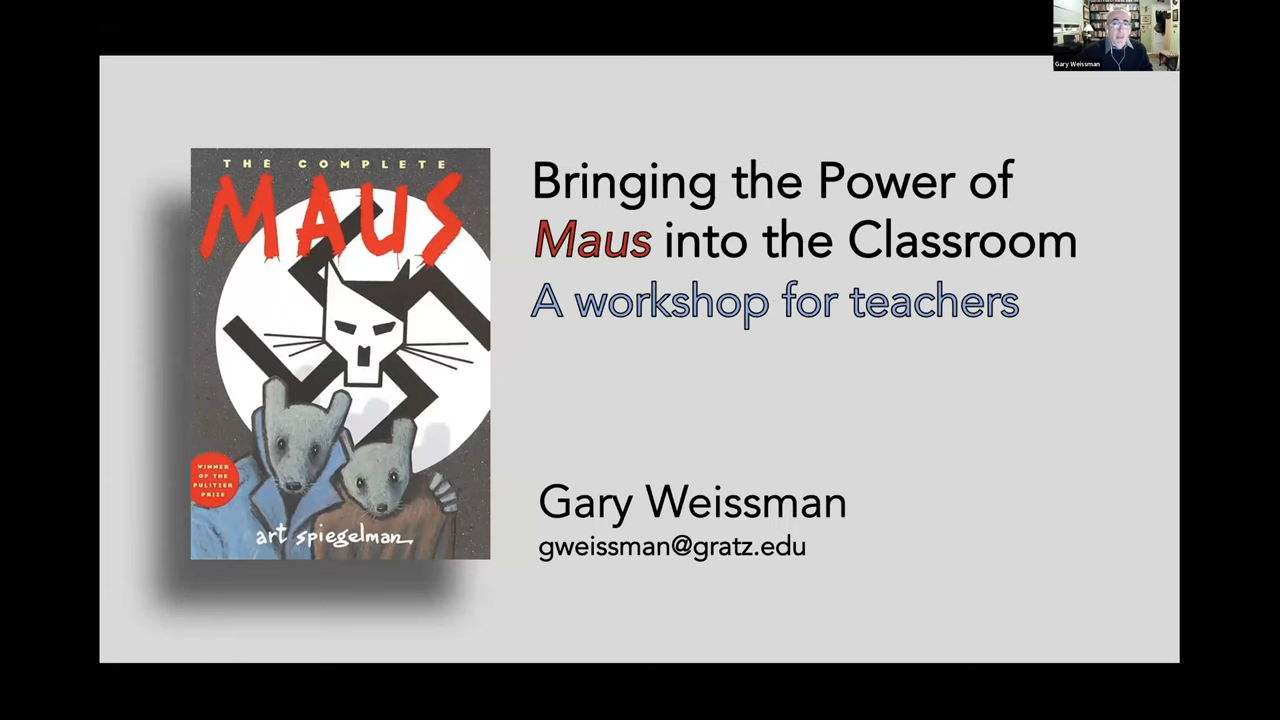 Gary Weissman
THE COMPLETE
MAUS
WINNER
OF THE
PULITZER
PRIZE
art spiegelman
Bringing the Power of
Maus into the Classroom
A workshop for teachers
Gary Weissman
gweissman@gratz.edu